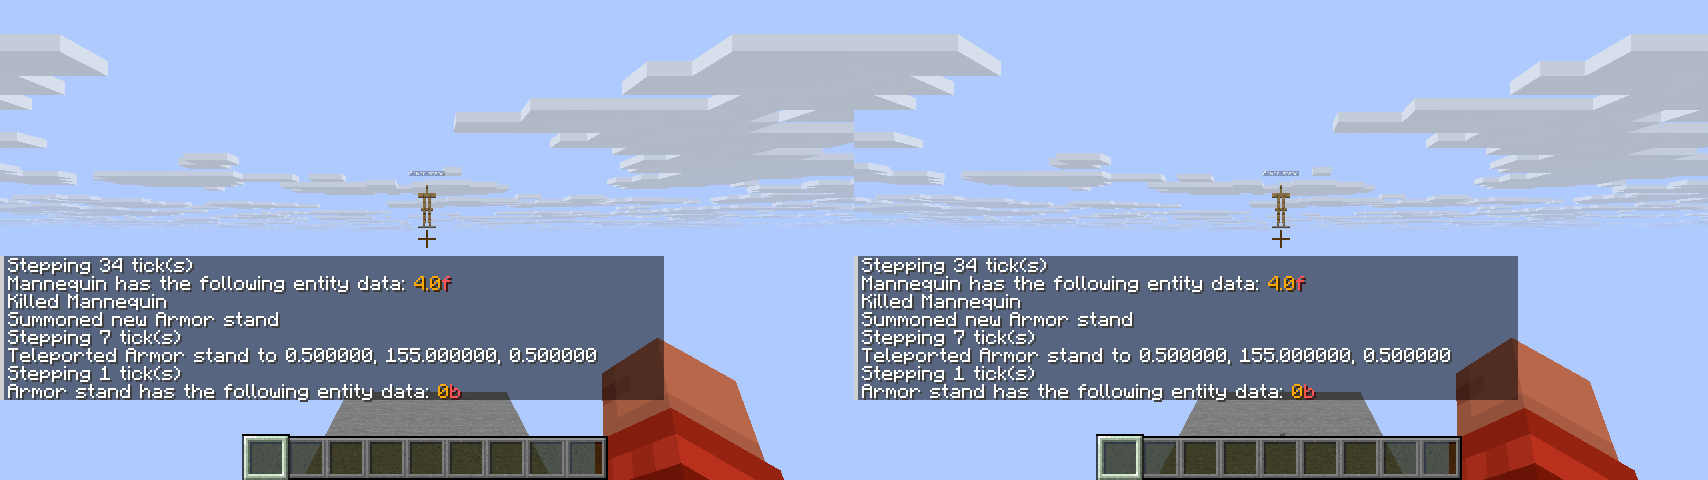 Stepping 34 tick(s)
Mannequin has the following entity data: 4.0f
Killed Mannequin
Summoned new Armor stand
Stepping 7 tick(s)
Teleported Armor stand to 0.500000, 155.000000, 0.500000
Stepping 1 tick(s)
Armor stand has the following entity data: 0b
Stepping 34 tick(s)
Mannequin has the following entity data: 4.0f
Killed Mannequin
Summoned new Armor stand
Stepping 7 tick(s)
Teleported Armor stand to 0.500000, 155.000000, 0.500000
Stepping 1 tick(s)
Armor stand has the following entity data: 0b